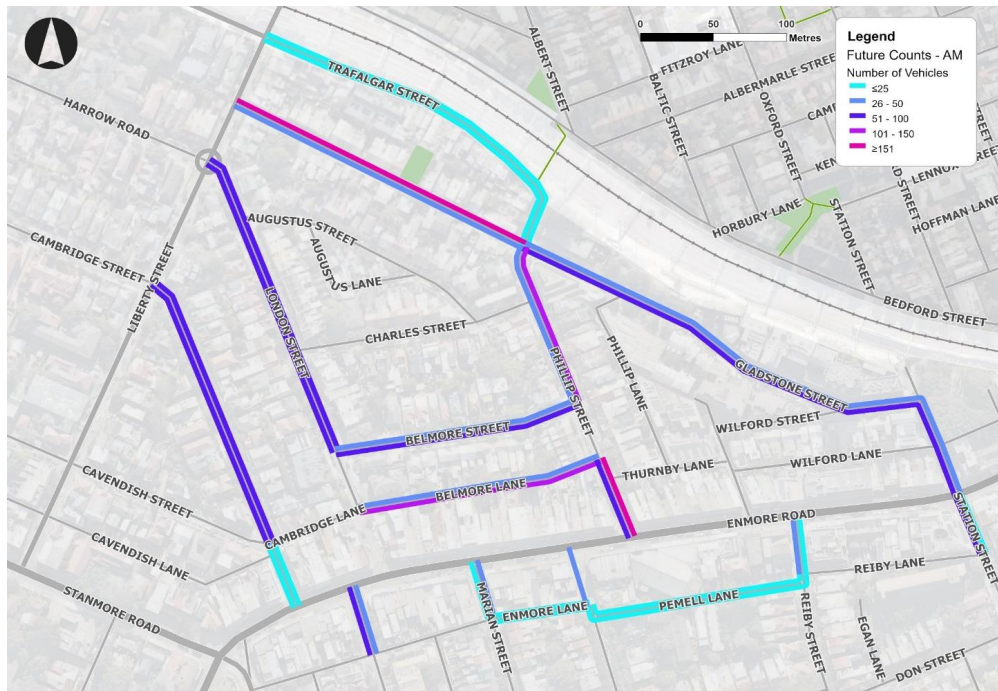 0 50 100
Metres
Legend
Future Counts - AM
Number of Vehicles
≤25
26 - 50
51 - 100
101 - 150
≥151
ALBERT STREET
FITZROY LANE
ALBERMARLE STREE
BALTIC STREET
OXFORD STREET
CAM
KEN
LENNOX
STREET
D STREET
HOFFMAN LANE
HORBURY LANE
STATION STREET
BEDFORD STREET
TRAFALGAR STREET
HARROW ROAD
AUGUSTUS STREET
AUGUSTUS LANE
CAMBRIDGE STREET
LIBERTY STREET
LONDON STREET
CHARLES STREET
PHILLIP STREET
PHILLIP LANE
GLADSTONE STREET
WILFORD STREET
WILFORD LANE
BELMORE STREET
THURNBY LANE
BELMORE LANE
CAVENDISH STREET
CAMBRIDGE LANE
ENMORE ROAD
STATION STREET
CAVENDISH LANE
REIBY LANE
STANMORE ROAD
MARIAN STREET
ENMORE LANE
PEMELL LANE
REIBY STREET
EGAN LANE
DON STREET